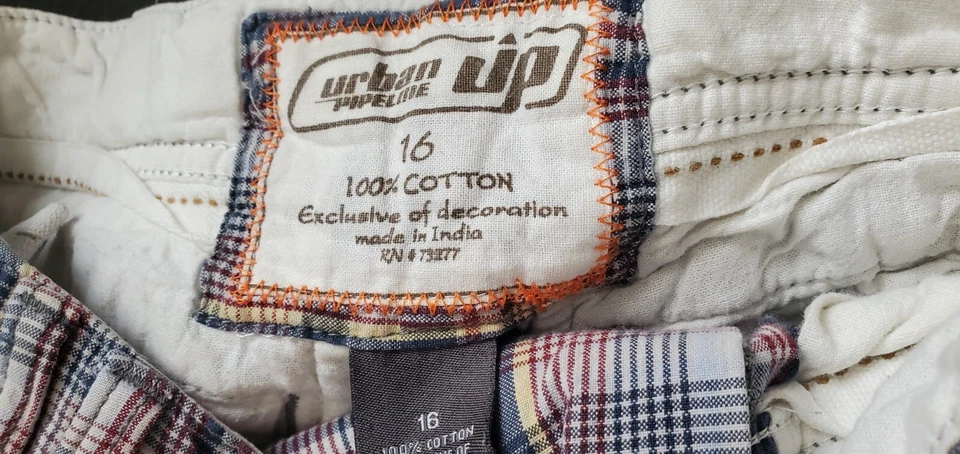 urban
PIPELINE
up
16
100% COTTON
Exclusive of decoration
made in India
RN # 73277
16
100% COTTON